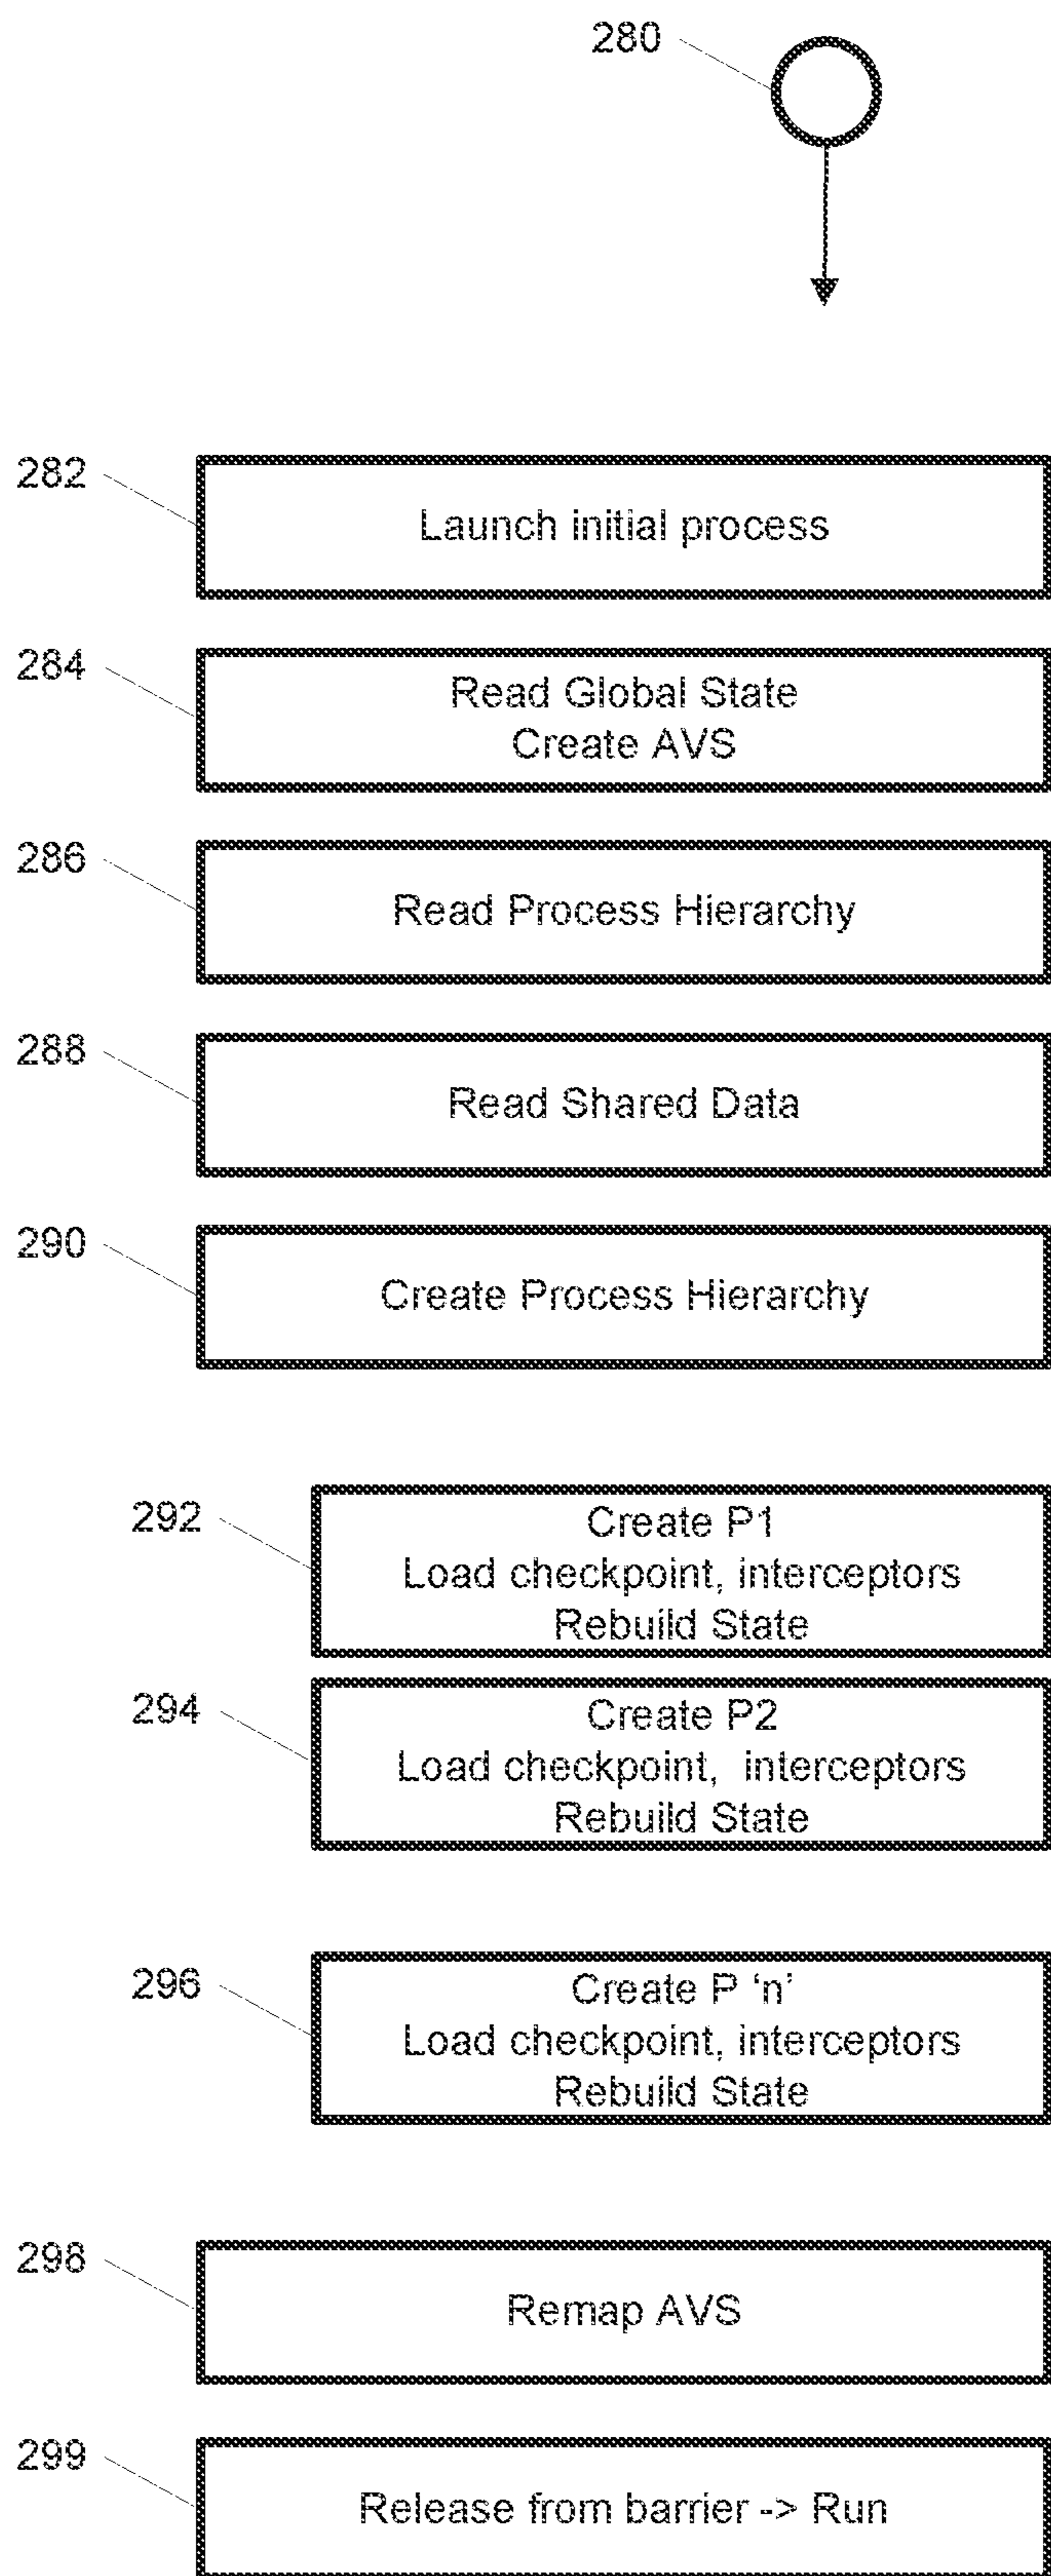 280
282
Launch initial process
284
Read Global State
Create AVS
286
Read Process Hierarchy
288
Read Shared Data
290
Create Process Hierarchy
292
Create P1
Load checkpoint, interceptors
Rebuild State
294
Create P2
Load checkpoint,  interceptors
Rebuild State
296
Create P ‘n’
Load checkpoint, interceptors
Rebuild State
298
Remap AVS
299
Release from barrier -> Run